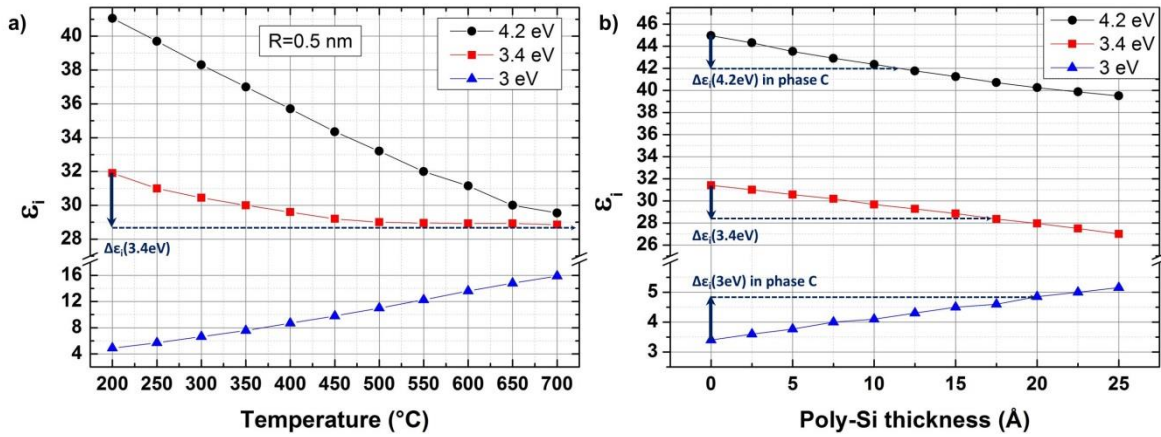 a)
R=0.5 nm
4.2 eV
3.4 eV
3 eV
40
38
36
34
32
30
28
16
12
8
4
εi
Δεi(3.4eV)
200 250 300 350 400 450 500 550 600 650 700
Temperature (°C)
b)
4.2 eV
3.4 eV
3 eV
46
44
42
40
38
36
34
32
30
28
26
5
4
3
εi
Δεi(4.2eV) in phase C
Δεi(3.4eV)
Δεi(3eV) in phase C
0 5 10 15 20 25
Poly-Si thickness (Å)